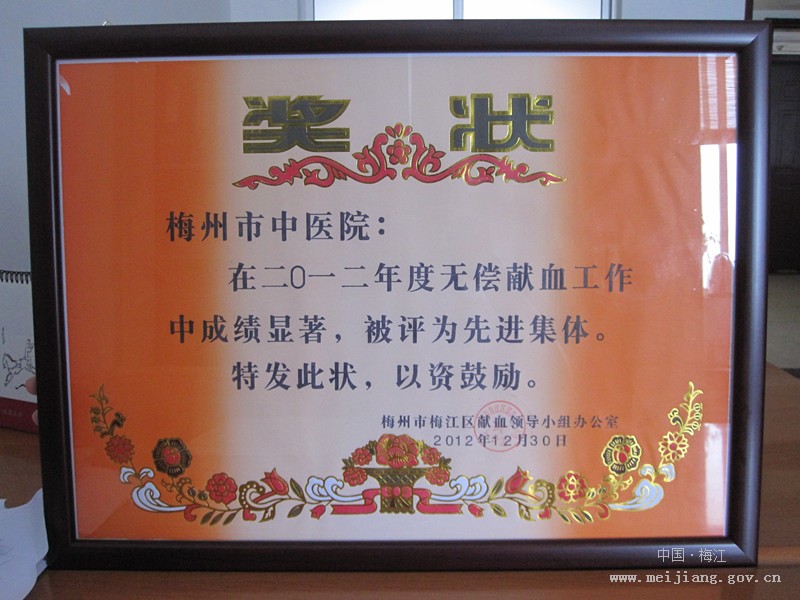 奖状
梅州市中医院：
在二〇一二年度无偿献血工作
中成绩显著，被评为先进集体。
特发此状，以资鼓励。
梅州市梅江区献血领导小组办公室
2012年12月30日
中国·梅江
www.meijiang.gov.cn